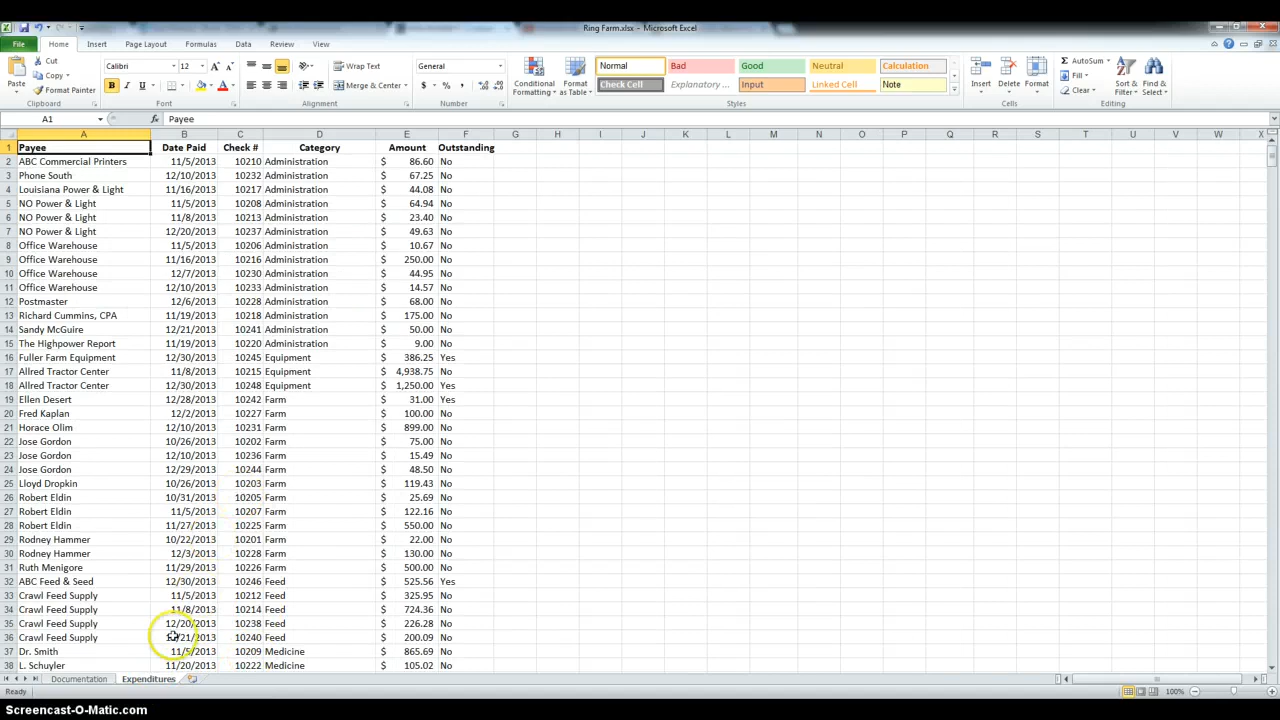 Ring Farm.xlsx - Microsoft Excel
File Home Insert Page Layout Formulas Data Review View
Paste Cut Copy Format Painter Clipboard
Calibri 12 B I U Font
Wrap Text Merge & Center Alignment
General $ % , Number
Conditional Formatting Format as Table
Normal Bad Good Neutral Calculation
Check Cell Explanatory ... Input Linked Cell Note
Styles
Insert Delete Format Cells
AutoSum Fill Clear Sort & Filter Find & Select Editing
A1 fx Payee
A B C D E F G H I J K L M N O P Q R S T U V W X
1 Payee Date Paid Check # Category Amount Outstanding
2 ABC Commercial Printers 11/5/2013 10210 Administration $ 86.60 No
3 Phone South 12/10/2013 10232 Administration $ 67.25 No
4 Louisiana Power & Light 11/16/2013 10217 Administration $ 44.08 No
5 NO Power & Light 11/5/2013 10208 Administration $ 64.94 No
6 NO Power & Light 11/8/2013 10213 Administration $ 23.40 No
7 NO Power & Light 12/20/2013 10237 Administration $ 49.63 No
8 Office Warehouse 11/5/2013 10206 Administration $ 10.67 No
9 Office Warehouse 11/16/2013 10216 Administration $ 250.00 No
10 Office Warehouse 12/7/2013 10230 Administration $ 44.95 No
11 Office Warehouse 12/10/2013 10233 Administration $ 14.57 No
12 Postmaster 12/6/2013 10228 Administration $ 68.00 No
13 Richard Cummins, CPA 11/19/2013 10218 Administration $ 175.00 No
14 Sandy McGuire 12/21/2013 10241 Administration $ 50.00 No
15 The Highpower Report 11/19/2013 10220 Administration $ 9.00 No
16 Fuller Farm Equipment 12/30/2013 10245 Equipment $ 386.25 Yes
17 Allred Tractor Center 11/8/2013 10215 Equipment $ 4,938.75 No
18 Allred Tractor Center 12/30/2013 10248 Equipment $ 1,250.00 Yes
19 Ellen Desert 12/28/2013 10242 Farm $ 31.00 Yes
20 Fred Kaplan 12/2/2013 10227 Farm $ 100.00 No
21 Horace Olim 12/10/2013 10231 Farm $ 899.00 No
22 Jose Gordon 10/26/2013 10202 Farm $ 75.00 No
23 Jose Gordon 12/10/2013 10236 Farm $ 15.49 No
24 Jose Gordon 12/29/2013 10244 Farm $ 48.50 No
25 Lloyd Dropkin 10/26/2013 10203 Farm $ 119.43 No
26 Robert Eldin 10/31/2013 10205 Farm $ 25.69 No
27 Robert Eldin 11/5/2013 10207 Farm $ 122.16 No
28 Robert Eldin 11/27/2013 10225 Farm $ 550.00 No
29 Rodney Hammer 10/22/2013 10201 Farm $ 22.00 No
30 Rodney Hammer 12/3/2013 10228 Farm $ 130.00 No
31 Ruth Menigore 11/29/2013 10226 Farm $ 500.00 No
32 ABC Feed & Seed 12/30/2013 10246 Feed $ 525.56 Yes
33 Crawl Feed Supply 11/5/2013 10212 Feed $ 325.95 No
34 Crawl Feed Supply 11/8/2013 10214 Feed $ 724.36 No
35 Crawl Feed Supply 12/20/2013 10238 Feed $ 226.28 No
36 Crawl Feed Supply 12/21/2013 10240 Feed $ 200.09 No
37 Dr. Smith 11/5/2013 10209 Medicine $ 865.69 No
38 L. Schuyler 11/20/2013 10222 Medicine $ 105.02 No
Documentation Expenditures
Ready 100%
Screencast-O-Matic.com